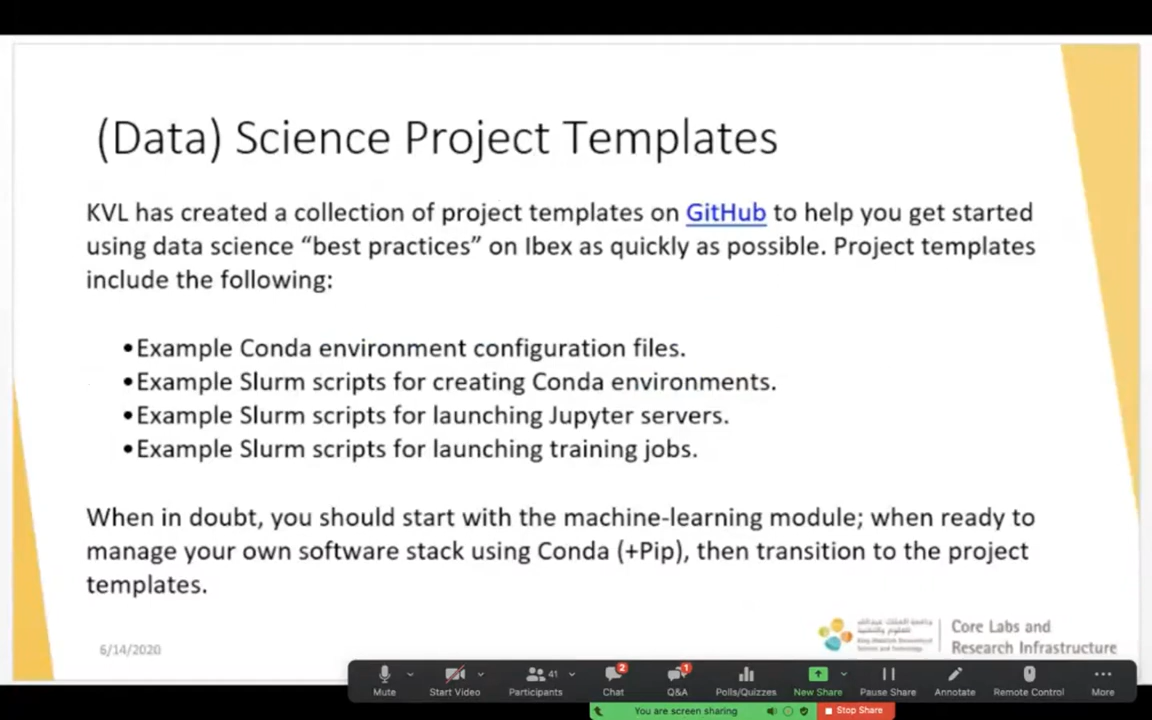 (Data) Science Project Templates
KVL has created a collection of project templates on GitHub to help you get started
using data science “best practices” on Ibex as quickly as possible. Project templates
include the following:
•Example Conda environment configuration files.
•Example Slurm scripts for creating Conda environments.
•Example Slurm scripts for launching Jupyter servers.
•Example Slurm scripts for launching training jobs.
When in doubt, you should start with the machine-learning module; when ready to
manage your own software stack using Conda (+Pip), then transition to the project
templates.
Core Labs and
Research Infrastructure
6/14/2020
41 2 1
Mute Start Video Participants Chat Q&A Polls/Quizzes New Share Pause Share Annotate Remote Control More
You are screen sharing Stop Share